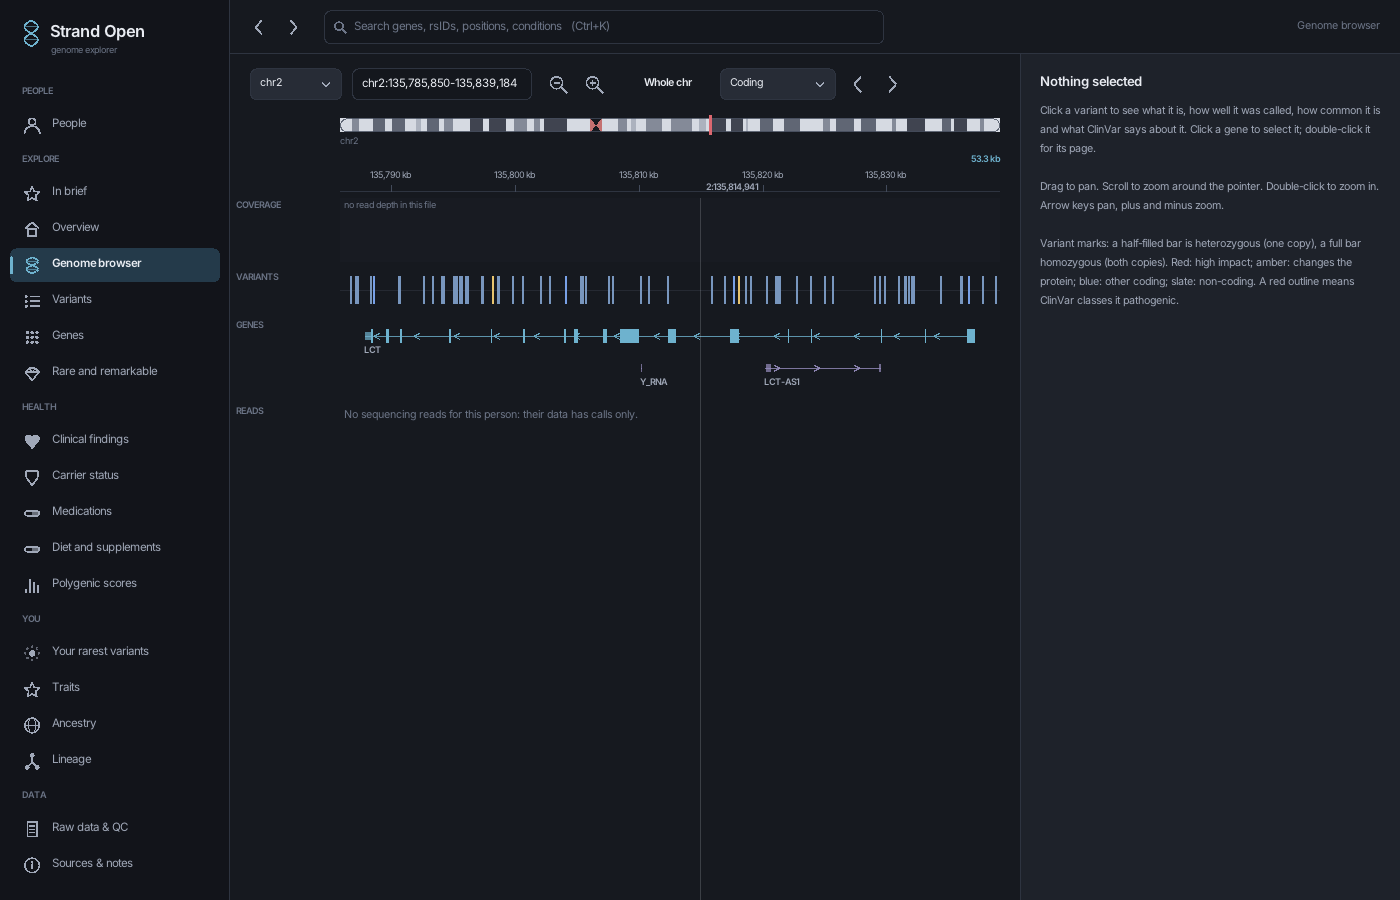 Strand Open
genome explorer
PEOPLE
People
EXPLORE
In brief
Overview
Genome browser
Variants
Genes
Rare and remarkable
HEALTH
Clinical findings
Carrier status
Medications
Diet and supplements
Polygenic scores
YOU
Your rarest variants
Traits
Ancestry
Lineage
DATA
Raw data & QC
Sources & notes
Search genes, rsIDs, positions, conditions (Ctrl+K)
Genome browser
chr2
chr2:135,785,850-135,839,184
Whole chr
Coding
chr2
53.3 kb
135,790 kb
135,800 kb
135,810 kb
135,820 kb
135,830 kb
2:135,814,941
COVERAGE
no read depth in this file
VARIANTS
GENES
LCT
Y_RNA
LCT-AS1
READS
No sequencing reads for this person: their data has calls only.
Nothing selected
Click a variant to see what it is, how well it was called, how common it is
and what ClinVar says about it. Click a gene to select it; double-click it
for its page.
Drag to pan. Scroll to zoom around the pointer. Double-click to zoom in.
Arrow keys pan, plus and minus zoom.
Variant marks: a half-filled bar is heterozygous (one copy), a full bar
homozygous (both copies). Red: high impact; amber: changes the
protein; blue: other coding; slate: non-coding. A red outline means
ClinVar classes it pathogenic.